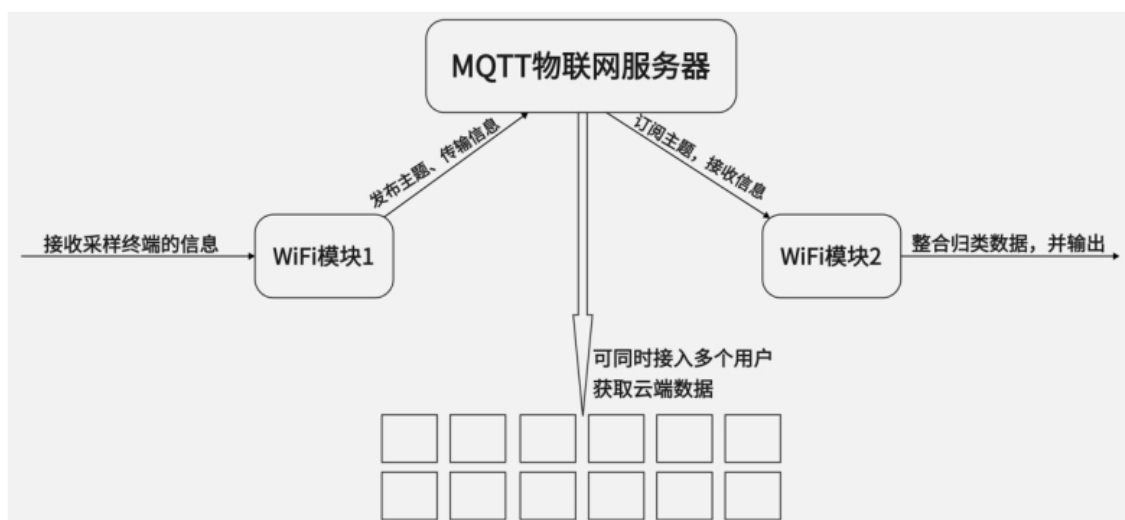 MQTT物联网服务器
发布主题、传输信息
订阅主题，接收信息
接收采样终端的信息
WiFi模块1
WiFi模块2
整合归类数据，并输出
可同时接入多个用户
获取云端数据